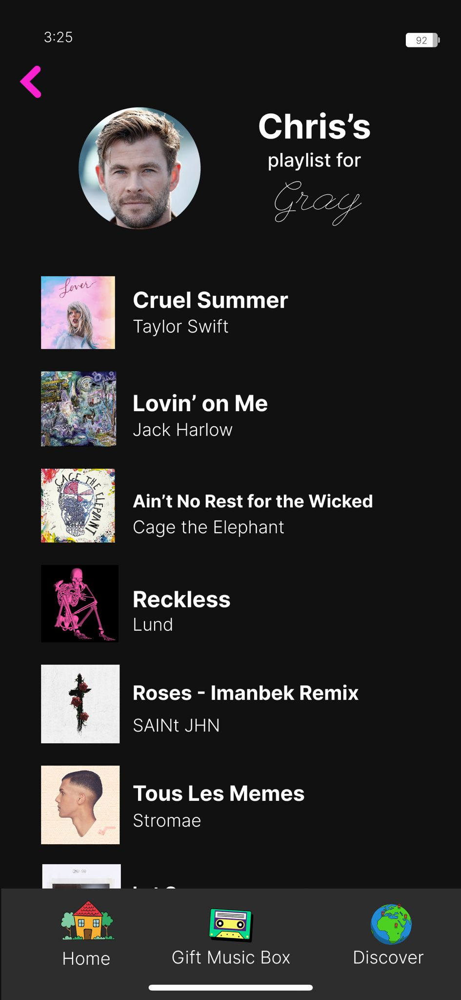 3:25
92
Chris’s
playlist for
Gray
Lover
Cruel Summer
Taylor Swift
Lovin’ on Me
Jack Harlow
CAGE THE ELEPHANT
Ain’t No Rest for the Wicked
Cage the Elephant
Reckless
Lund
Roses - Imanbek Remix
SAINt JHN
Tous Les Memes
Stromae
Home
Gift Music Box
Discover